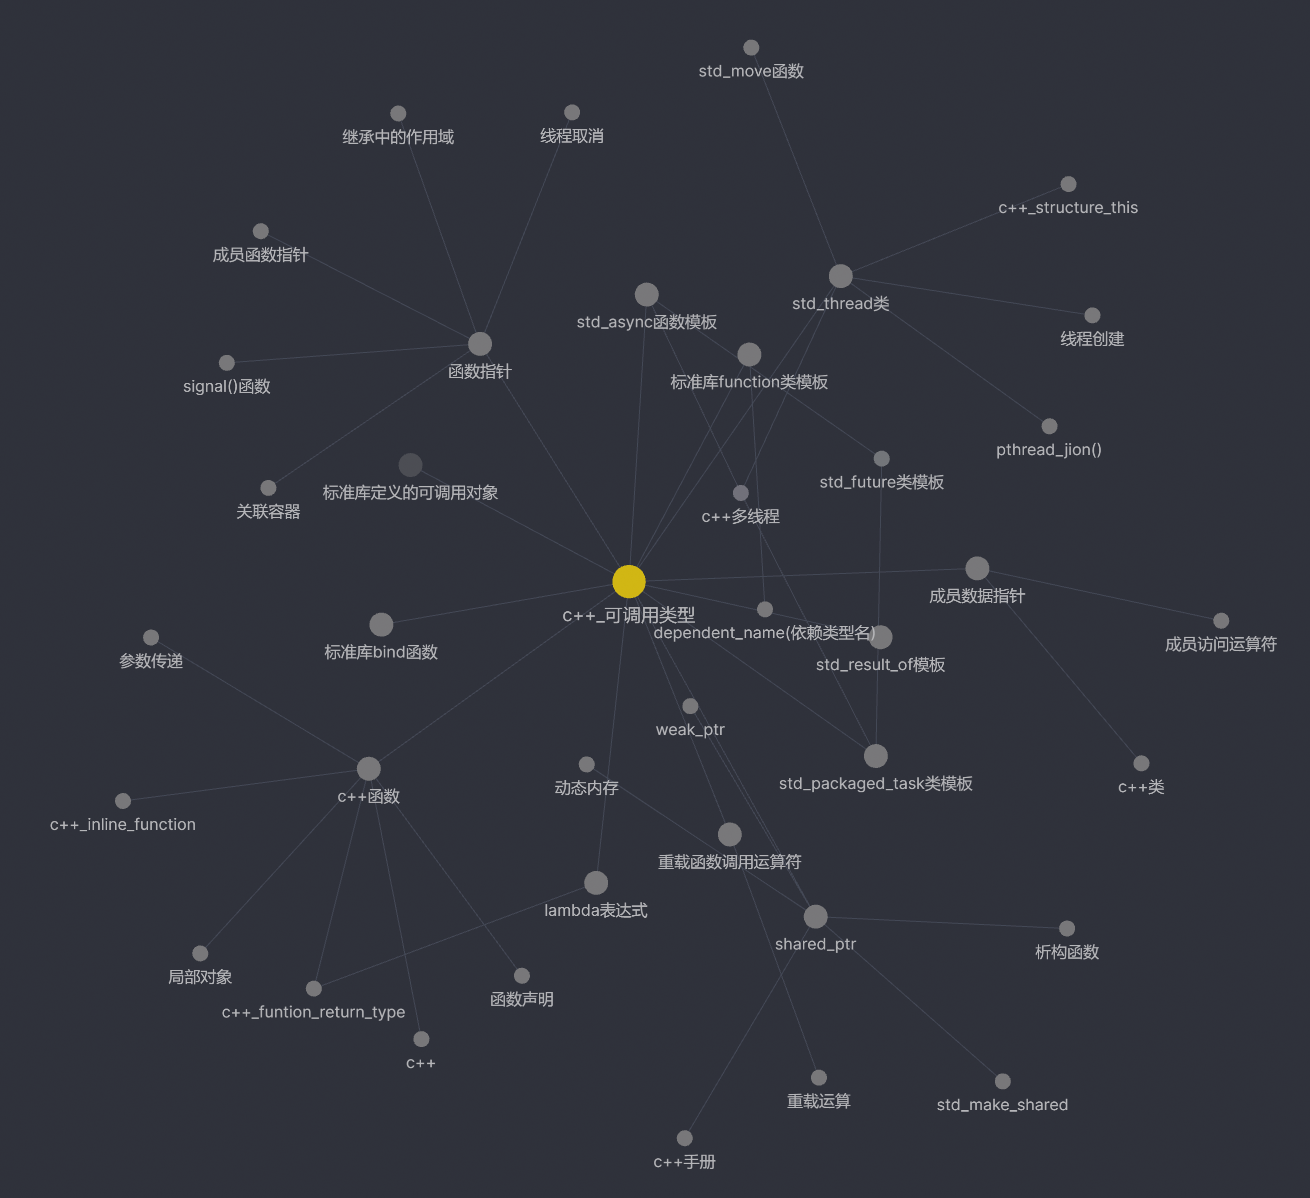 std_move函数
继承中的作用域
线程取消
c++_structure_this
成员函数指针
std_thread类
std_async函数模板
线程创建
函数指针
标准库function类模板
signal()函数
pthread_jion()
std_future类模板
标准库定义的可调用对象
关联容器
c++多线程
成员数据指针
c++_可调用类型
dependent_name(依赖类型名)
成员访问运算符
标准库bind函数
参数传递
std_result_of模板
weak_ptr
std_packaged_task类模板
动态内存
c++类
c++函数
c++_inline_function
重载函数调用运算符
lambda表达式
shared_ptr
析构函数
局部对象
函数声明
c++_funtion_return_type
c++
重载运算
std_make_shared
c++手册